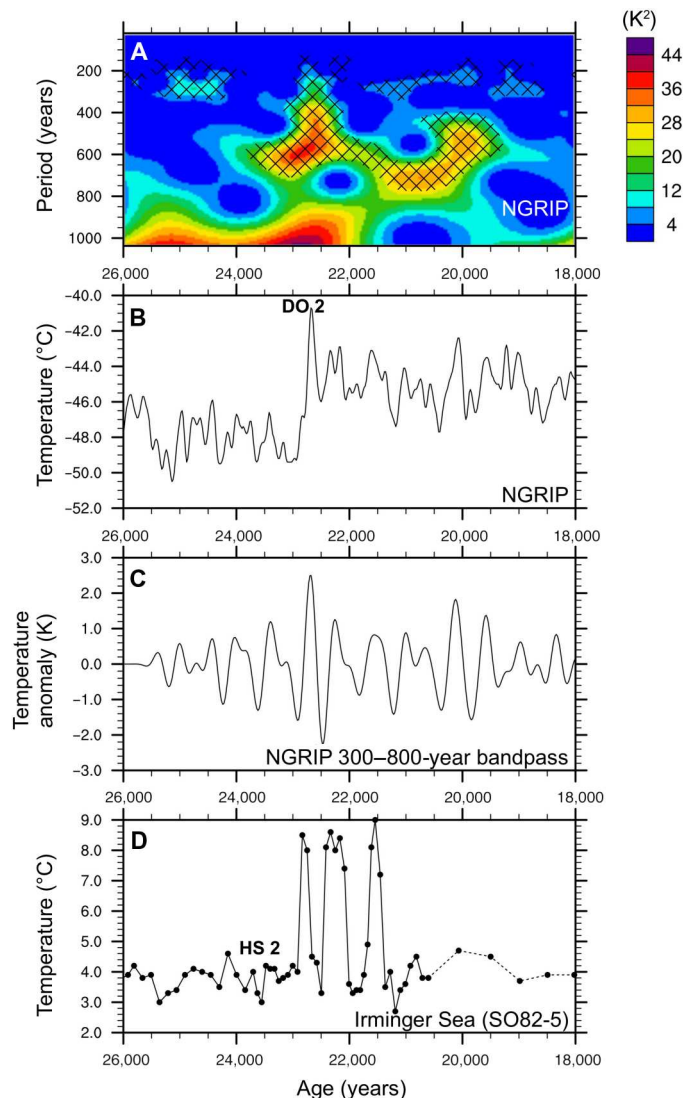 (K²)
A
200
400
600
800
1000
Period (years)
NGRIP
44
36
28
20
12
4
26,000 24,000 22,000 20,000 18,000
B
DO 2
−40.0
−42.0
−44.0
−46.0
−48.0
−50.0
−52.0
Temperature (°C)
NGRIP
26,000 24,000 22,000 20,000 18,000
C
3.0
2.0
1.0
0.0
−1.0
−2.0
−3.0
Temperature
anomaly (K)
NGRIP 300–800-year bandpass
26,000 24,000 22,000 20,000 18,000
D
9.0
8.0
7.0
6.0
5.0
4.0
3.0
2.0
Temperature (°C)
HS 2
Irminger Sea (SO82-5)
26,000 24,000 22,000 20,000 18,000
Age (years)